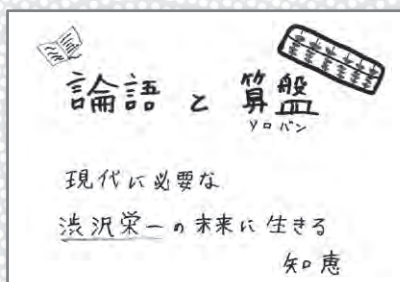 論語と算盤
ソロバン
現代に必要な
渋沢栄一の未来に生きる
知恵